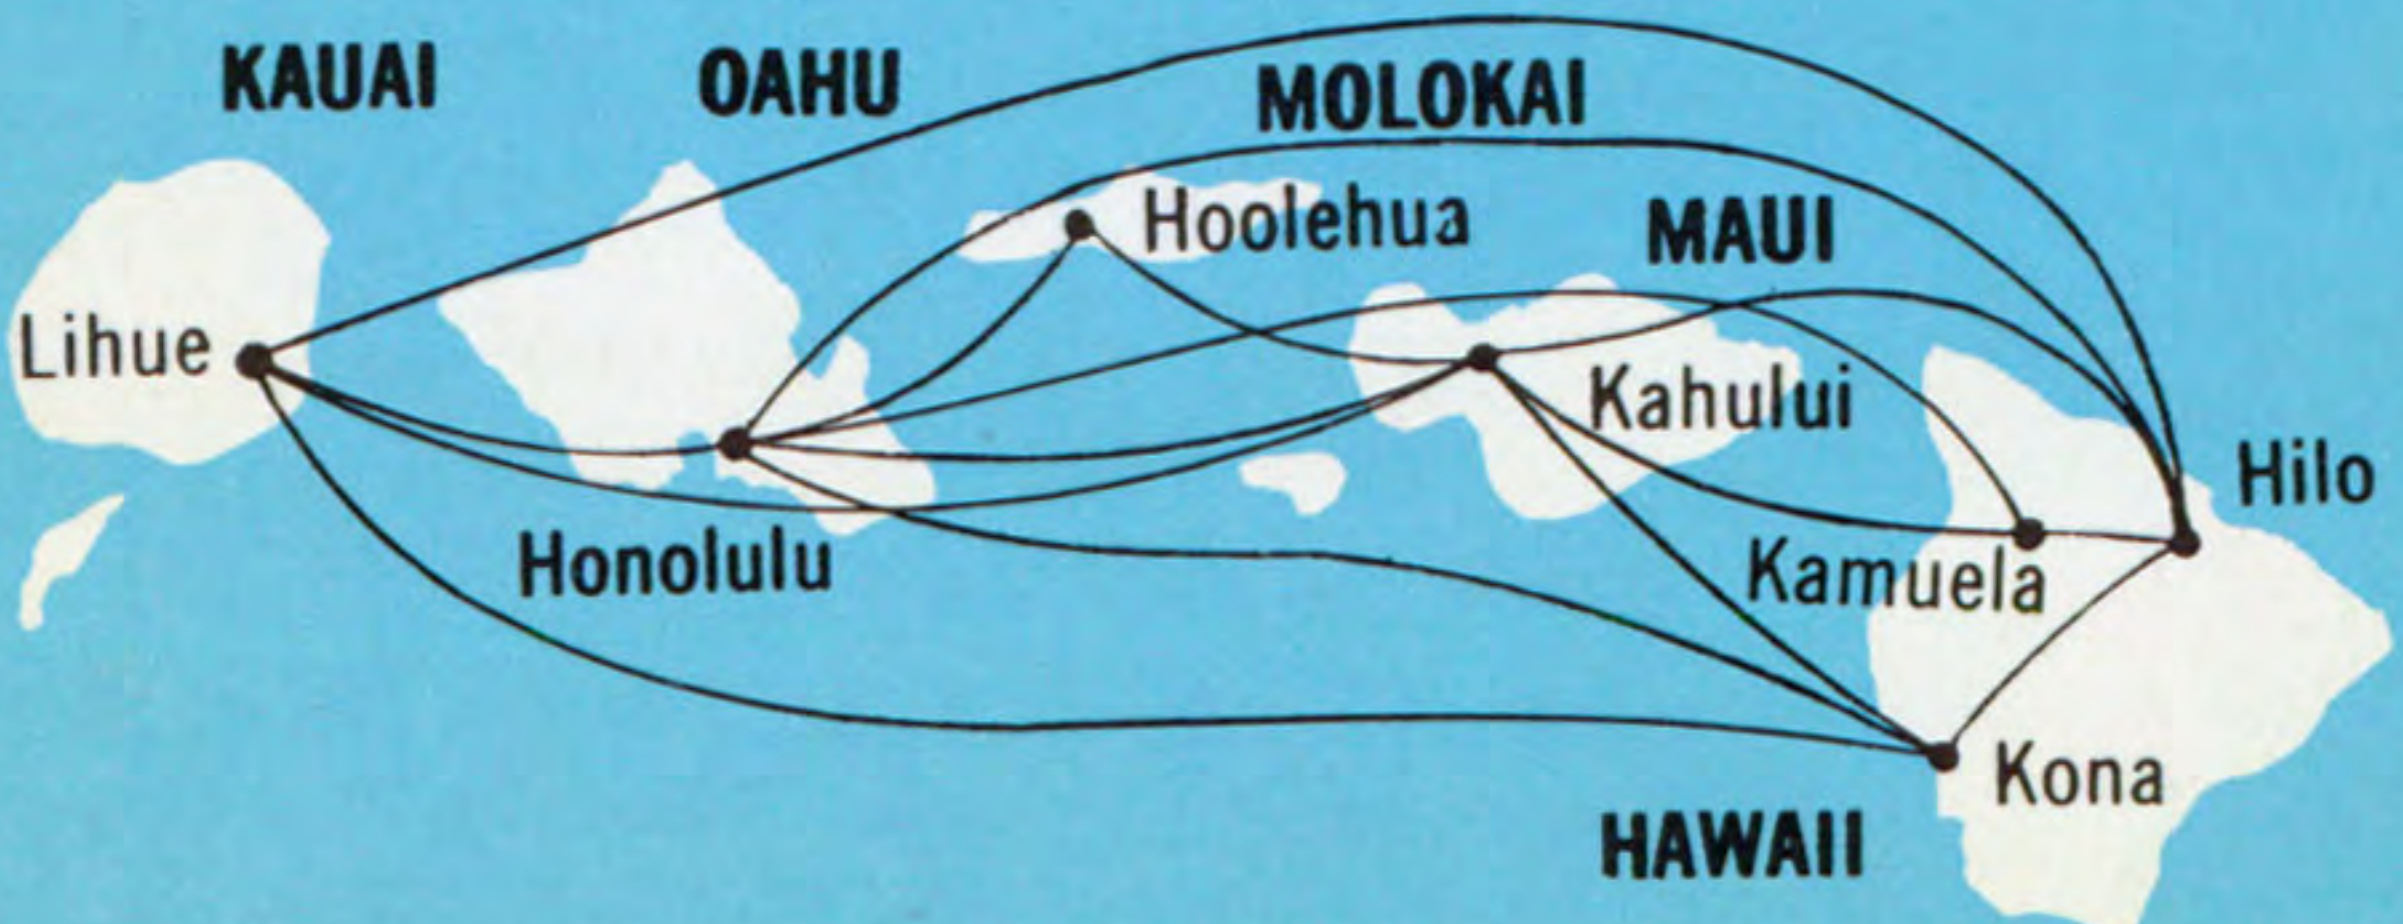 KAUAI
OAHU
MOLOKAI
Hoolehua
MAUI
Lihue
Kahului
Hilo
Honolulu
Kamuela
Kona
HAWAII